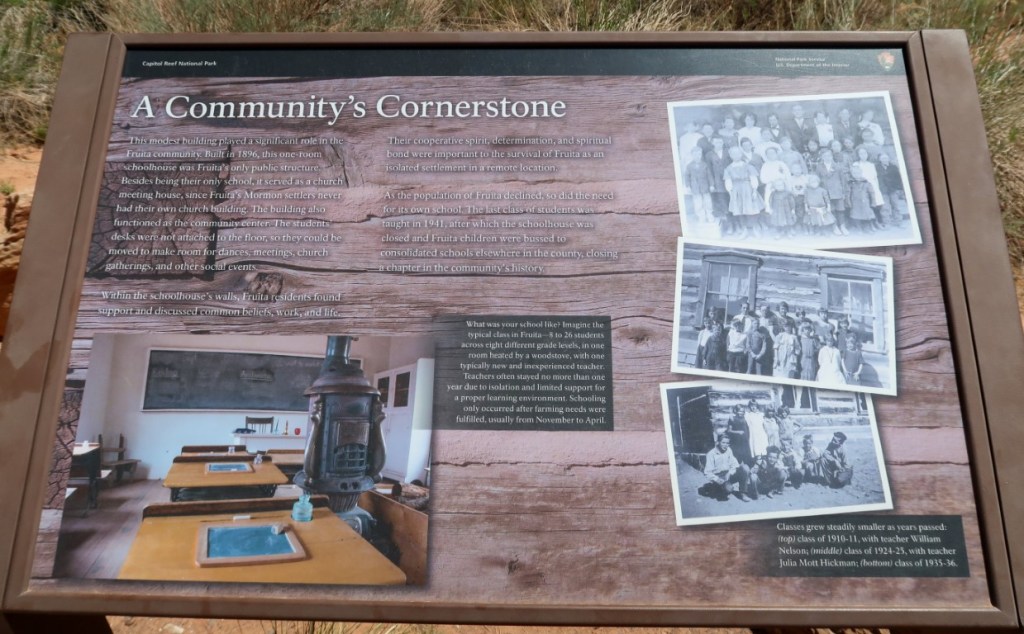 Capitol Reef National Park
National Park Service
U.S. Department of the Interior
A Community's Cornerstone
This modest building played a significant role in the
Fruita community. Built in 1896, this one-room
schoolhouse was Fruita's only public structure.
Besides being their only school, it served as a church
meeting house, since Fruita's Mormon settlers never
had their own church building. The building also
functioned as the community center. The students'
desks were not attached to the floor, so they could be
moved to make room for dances, meetings, church
gatherings, and other social events.
Within the schoolhouse's walls, Fruita residents found
support and discussed common beliefs, work, and life.
Their cooperative spirit, determination, and spiritual
bond were important to the survival of Fruita as an
isolated settlement in a remote location.
As the population of Fruita declined, so did the need
for its own school. The last class of students was
taught in 1941, after which the schoolhouse was
closed and Fruita children were bussed to
consolidated schools elsewhere in the county, closing
a chapter in the community's history.
What was your school like? Imagine the
typical class in Fruita—8 to 26 students
across eight different grade levels, in one
room heated by a woodstove, with one
typically new and inexperienced teacher.
Teachers often stayed no more than one
year due to isolation and limited support for
a proper learning environment. Schooling
only occurred after farming needs were
fulfilled, usually from November to April.
Classes grew steadily smaller as years passed:
(top) class of 1910-11, with teacher William
Nelson; (middle) class of 1924-25, with teacher
Julia Mott Hickman; (bottom) class of 1935-36.